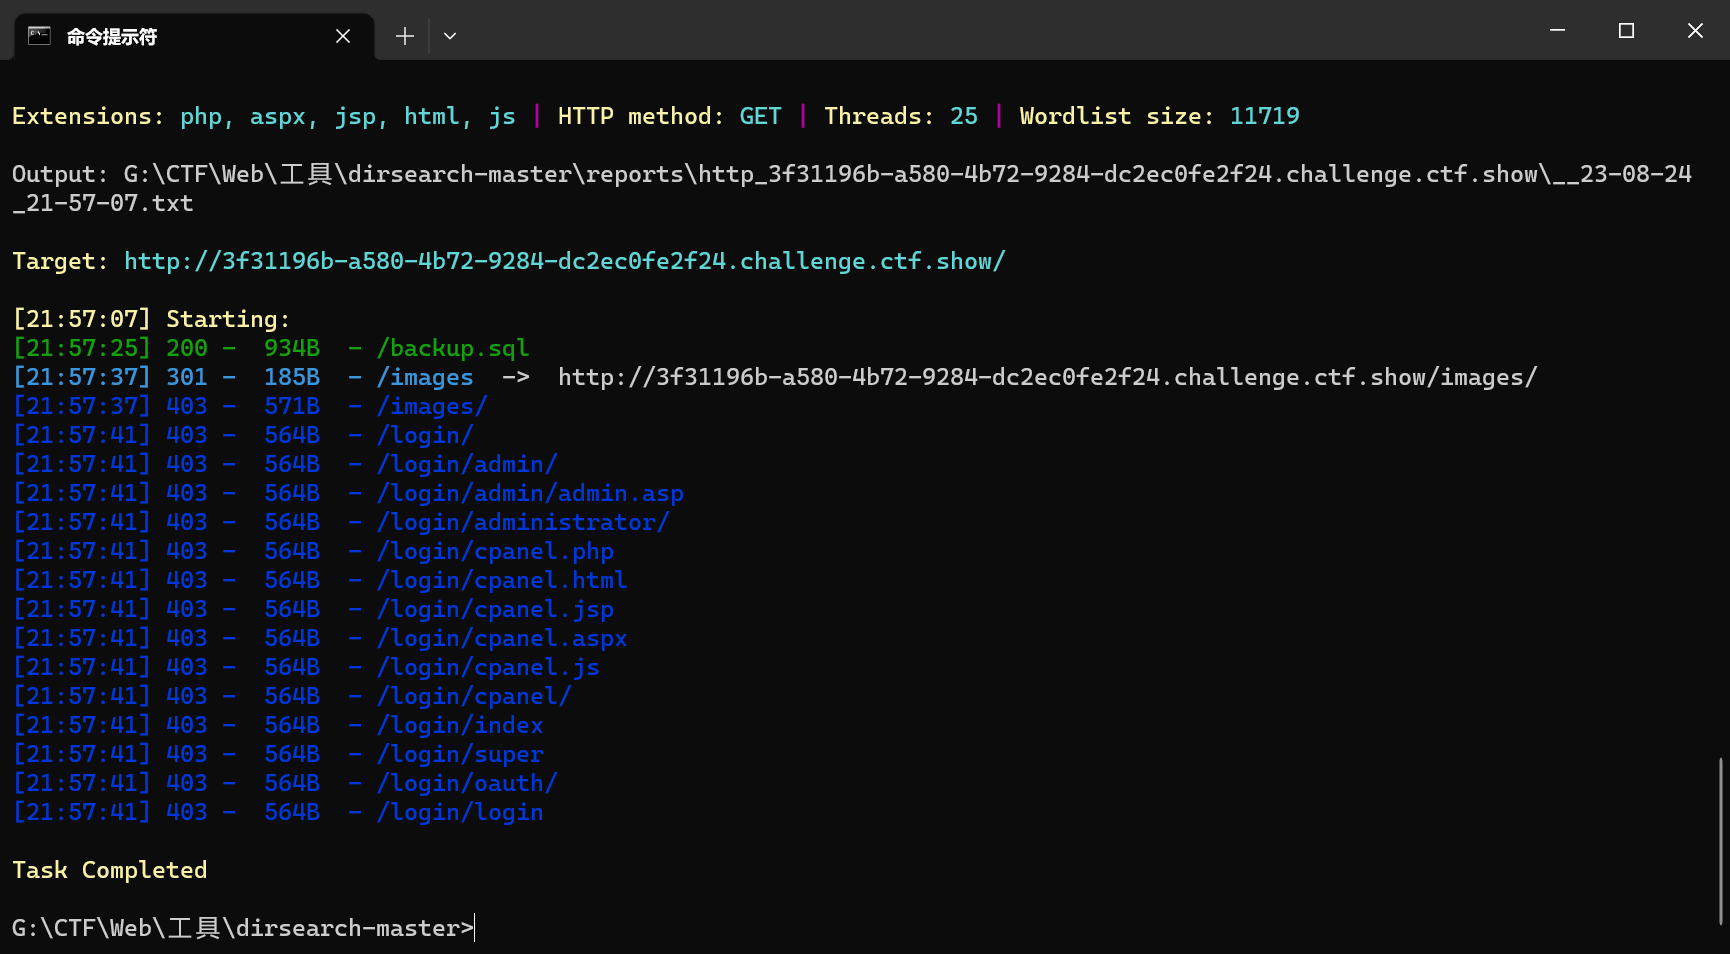 命令提示符
Extensions: php, aspx, jsp, html, js | HTTP method: GET | Threads: 25 | Wordlist size: 11719
Output: G:\CTF\Web\工具\dirsearch-master\reports\http_3f31196b-a580-4b72-9284-dc2ec0fe2f24.challenge.ctf.show\__23-08-24
_21-57-07.txt
Target: http://3f31196b-a580-4b72-9284-dc2ec0fe2f24.challenge.ctf.show/
[21:57:07] Starting:
[21:57:25] 200 -  934B  - /backup.sql
[21:57:37] 301 -  185B  - /images  ->  http://3f31196b-a580-4b72-9284-dc2ec0fe2f24.challenge.ctf.show/images/
[21:57:37] 403 -  571B  - /images/
[21:57:41] 403 -  564B  - /login/
[21:57:41] 403 -  564B  - /login/admin/
[21:57:41] 403 -  564B  - /login/admin/admin.asp
[21:57:41] 403 -  564B  - /login/administrator/
[21:57:41] 403 -  564B  - /login/cpanel.php
[21:57:41] 403 -  564B  - /login/cpanel.html
[21:57:41] 403 -  564B  - /login/cpanel.jsp
[21:57:41] 403 -  564B  - /login/cpanel.aspx
[21:57:41] 403 -  564B  - /login/cpanel.js
[21:57:41] 403 -  564B  - /login/cpanel/
[21:57:41] 403 -  564B  - /login/index
[21:57:41] 403 -  564B  - /login/super
[21:57:41] 403 -  564B  - /login/oauth/
[21:57:41] 403 -  564B  - /login/login
Task Completed
G:\CTF\Web\工具\dirsearch-master>